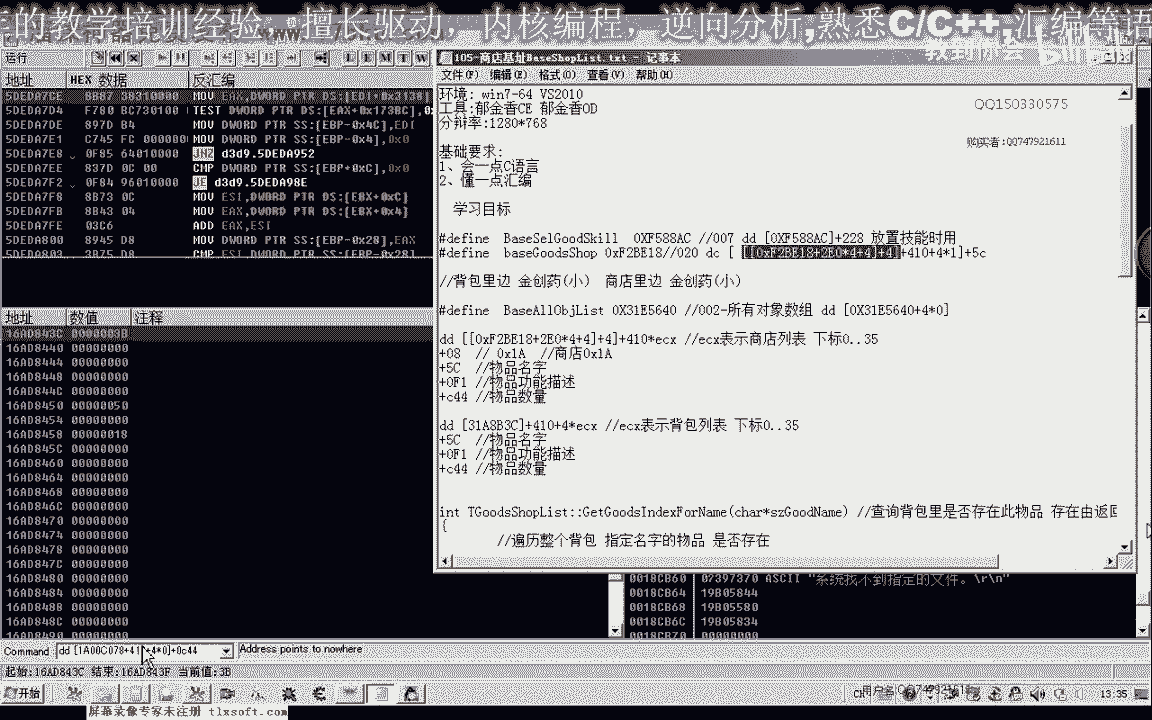 的教学培训经验，擅长驱动，内核编程，逆向分析,熟悉C/C++,汇编等语
教到你会 bilibili
运行
L E M T W
105-商店基址BaseShopList.txt - 记事本
文件(F) 编辑(E) 格式(O) 查看(V) 帮助(H)
地址 HEX 数据 反汇编
5DEDA7CE 8B87 38310000 MOV EAX,DWORD PTR DS:[EDI+0x3138]
5DEDA7D4 F780 BC730100 TEST DWORD PTR DS:[EAX+0x173BC],0
5DEDA7DE 897D B4 MOV DWORD PTR SS:[EBP-0x4C],EDI
5DEDA7E1 C745 FC 000000 MOV DWORD PTR SS:[EBP-0x4],0x0
5DEDA7E8 0F85 64010000 JNZ d3d9.5DEDA952
5DEDA7EE 837D 0C 00 CMP DWORD PTR SS:[EBP+0xC],0x0
5DEDA7F2 0F84 96010000 JE d3d9.5DEDA98E
5DEDA7F8 8B73 0C MOV ESI,DWORD PTR DS:[EBX+0xC]
5DEDA7FB 8B43 04 MOV EAX,DWORD PTR DS:[EBX+0x4]
5DEDA7FE 03C6 ADD EAX,ESI
5DEDA800 8945 D8 MOV DWORD PTR SS:[EBP-0x28],EAX
5DEDA803 3B75 D8 CMP ESI,DWORD PTR SS:[EBP-0x28]
环境: win7-64 VS2010
QQ150330575
工具:郁金香CE 郁金香OD
分辩率:1280*768
购买者:QQ747921611
基础要求:
1、会一点C语言
2、懂一点汇编
学习目标
#define BaseSelGoodSkill 0XF588AC //007 dd [0XF588AC]+228 放置技能时用
#define baseGoodsShop 0xF2BE18//020 dc [ [[0xF2BE18+2E0*4+4]+4]+410+4*1]+5c
//背包里边 金创药(小) 商店里边 金创药(小)
#define BaseAllObjList 0X31E5640 //002-所有对象数组 dd [0X31E5640+4*0]
dd [[0xF2BE18+2E0*4+4]+4]+410*ecx //ecx表示商店列表 下标0..35
+08 // 0x1A //商店0x1A
+5C //物品名字
+0F1 //物品功能描述
+c44 //物品数量
dd [31A8B3C]+410+4*ecx //ecx表示背包列表 下标0..35
+5C //物品名字
+0F1 //物品功能描述
+c44 //物品数量
int TGoodsShopList::GetGoodsIndexForName(char*szGoodName) //查询背包里是否存在此物品 存在由返回
{
//遍历整个背包 指定名字的物品 是否存在
地址 数值 注释
16AD843C 0000003B
16AD8440 00000000
16AD8444 00000000
16AD8448 00000000
16AD844C 00000000
16AD8450 00000050
16AD8454 00000000
16AD8458 00000018
16AD845C 00000000
16AD8460 00000000
16AD8464 00000000
16AD8468 00000000
16AD846C 00000000
16AD8470 00000000
16AD8474 00000000
16AD8478 00000000
16AD847C 00000000
16AD8480 00000000
16AD8484 00000000
16AD8488 00000000
16AD848C 00000000
16AD8490 00000000
0018CB60 02397370 ASCII "系统找不到指定的文件。\r\n"
0018CB64 19B05844
0018CB68 19B05580
0018CB6C 19B05834
0018CB70 00000000
Command dd [1A00C078+41 +4*0]+0c44 Address points to nowhere
起始:16AD843C 结束:16AD843F 当前值:3B
开始
13:35
屏幕录像专家未注册 tlxsoft.com